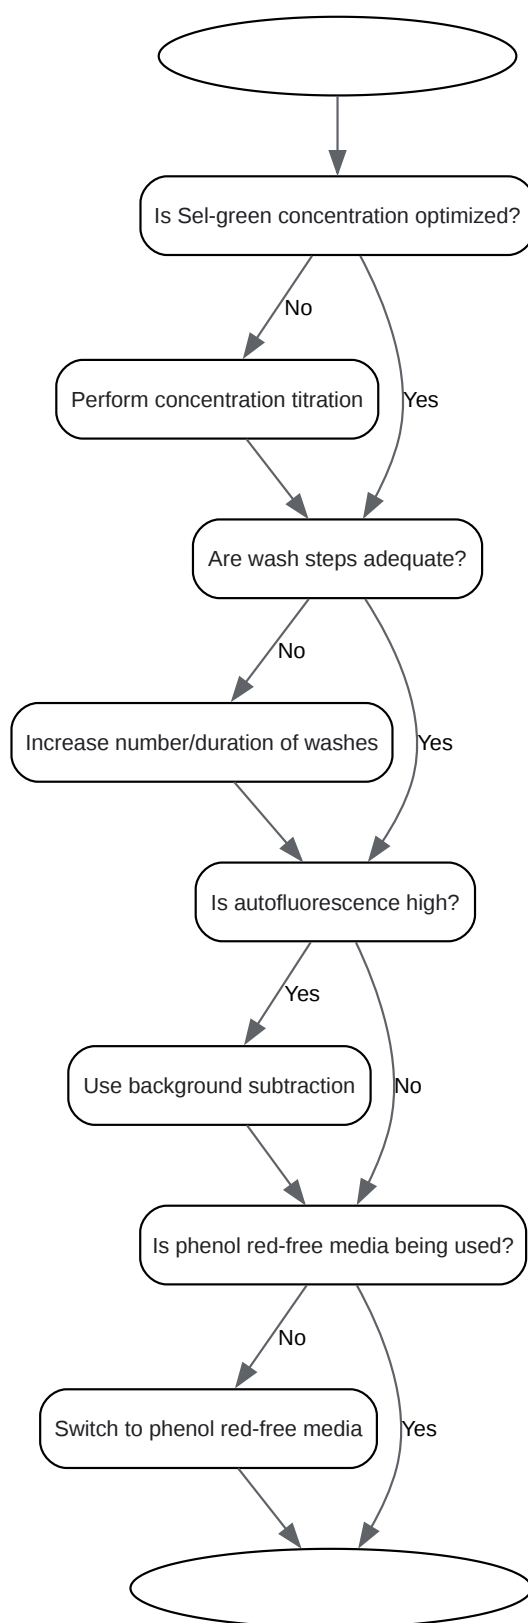 Is Sel-green concentration optimized?
No
Perform concentration titration
Yes
Are wash steps adequate?
No
Increase number/duration of washes
Yes
Is autofluorescence high?
Yes
Use background subtraction
No
Is phenol red-free media being used?
No
Switch to phenol red-free media
Yes